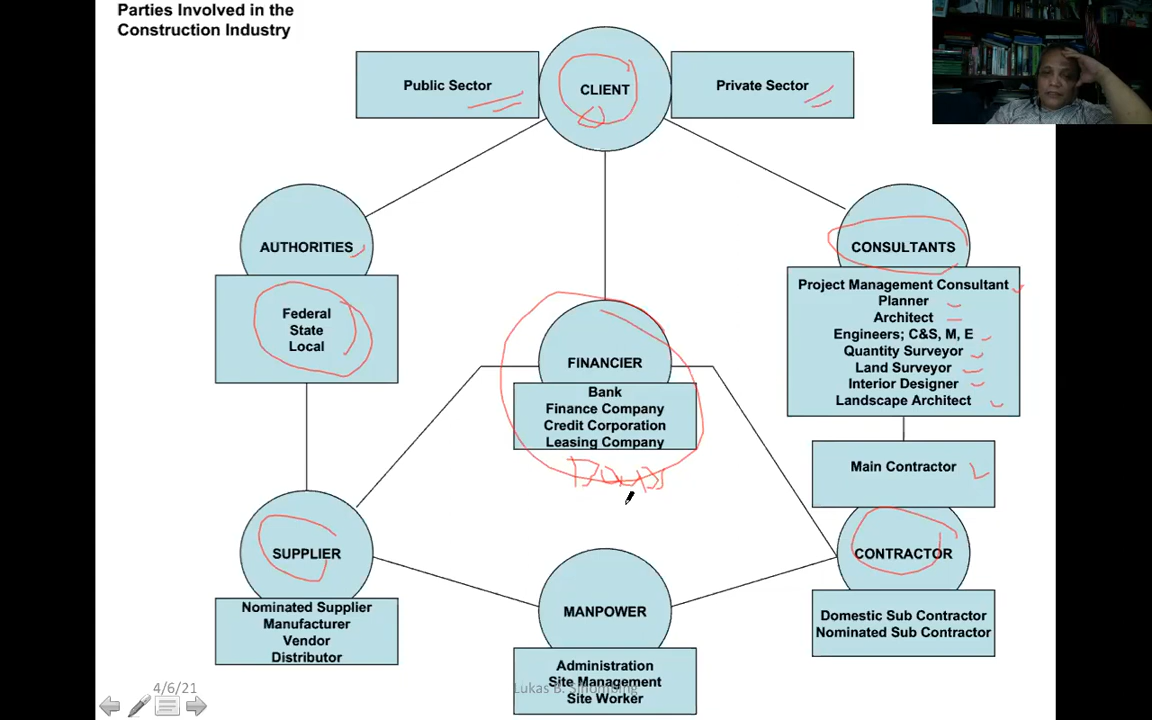 Parties Involved in the
Construction Industry
Public Sector
CLIENT
Private Sector
AUTHORITIES
Federal
State
Local
CONSULTANTS
Project Management Consultant
Planner
Architect
Engineers; C&S, M, E
Quantity Surveyor
Land Surveyor
Interior Designer
Landscape Architect
FINANCIER
Bank
Finance Company
Credit Corporation
Leasing Company
Main Contractor
SUPPLIER
Nominated Supplier
Manufacturer
Vendor
Distributor
MANPOWER
Administration
Site Management
Site Worker
CONTRACTOR
Domestic Sub Contractor
Nominated Sub Contractor
4/6/21
Lukas B. Sihombing